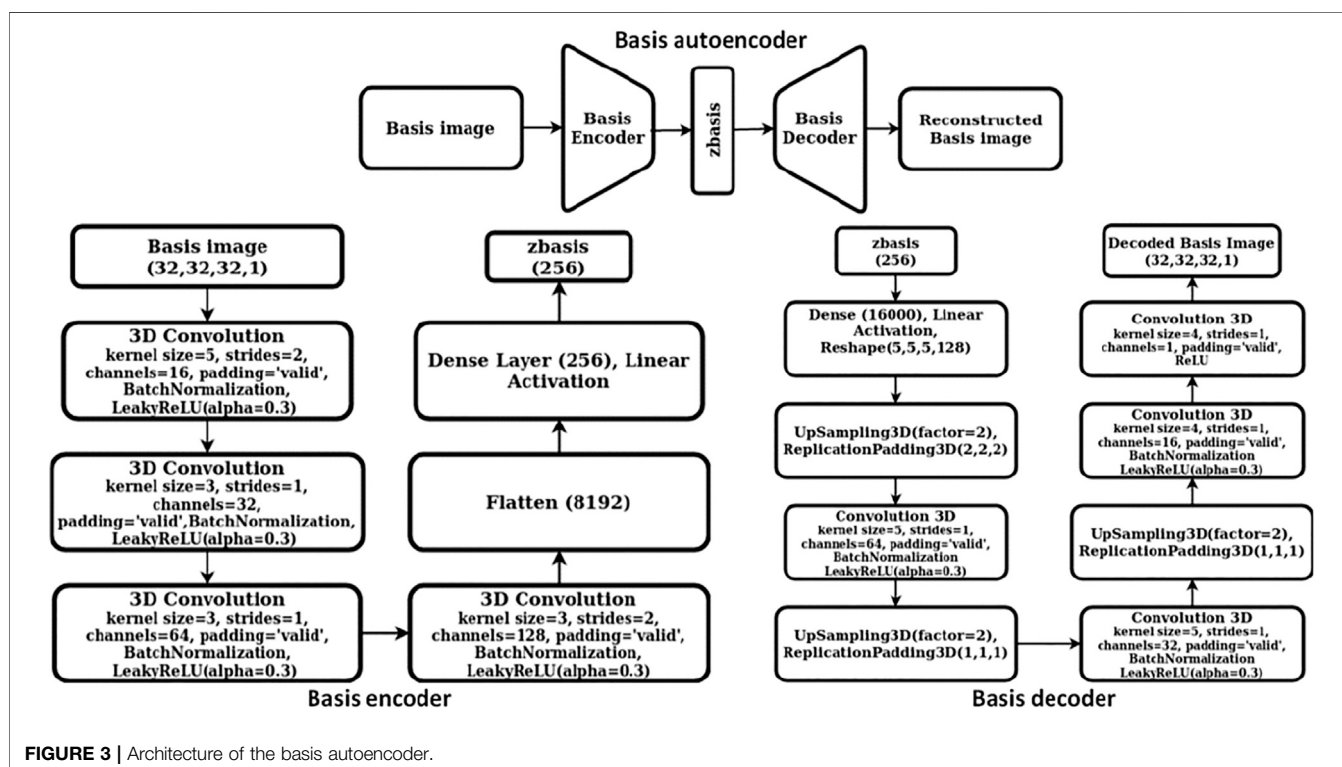 Basis autoencoder
Basis image
Basis
Encoder
zbasis
Basis
Decoder
Reconstructed
Basis image
Basis image
(32,32,32,1)
3D Convolution
kernel size=5, strides=2,
channels=16, padding='valid',
BatchNormalization,
LeakyReLU(alpha=0.3)
3D Convolution
kernel size=3, strides=1,
channels=32,
padding='valid',BatchNormalization,
LeakyReLU(alpha=0.3)
3D Convolution
kernel size=3, strides=1,
channels=64, padding='valid',
BatchNormalization,
LeakyReLU(alpha=0.3)
3D Convolution
kernel size=3, strides=2,
channels=128, padding='valid',
BatchNormalization,
LeakyReLU(alpha=0.3)
Flatten (8192)
Dense Layer (256), Linear
Activation
zbasis
(256)
Basis encoder
zbasis
(256)
Dense (16000), Linear
Activation,
Reshape(5,5,5,128)
UpSampling3D(factor=2),
ReplicationPadding3D(2,2,2)
Convolution 3D
kernel size=5, strides=1,
channels=64, padding='valid',
BatchNormalization
LeakyReLU(alpha=0.3)
UpSampling3D(factor=2),
ReplicationPadding3D(1,1,1)
Convolution 3D
kernel size=5, strides=1,
channels=32, padding='valid',
BatchNormalization
LeakyReLU(alpha=0.3)
UpSampling3D(factor=2),
ReplicationPadding3D(1,1,1)
Convolution 3D
kernel size=4, strides=1,
channels=16, padding='valid',
BatchNormalization
LeakyReLU(alpha=0.3)
Convolution 3D
kernel size=4, strides=1,
channels=1, padding='valid',
ReLU
Decoded Basis Image
(32,32,32,1)
Basis decoder
FIGURE 3 | Architecture of the basis autoencoder.